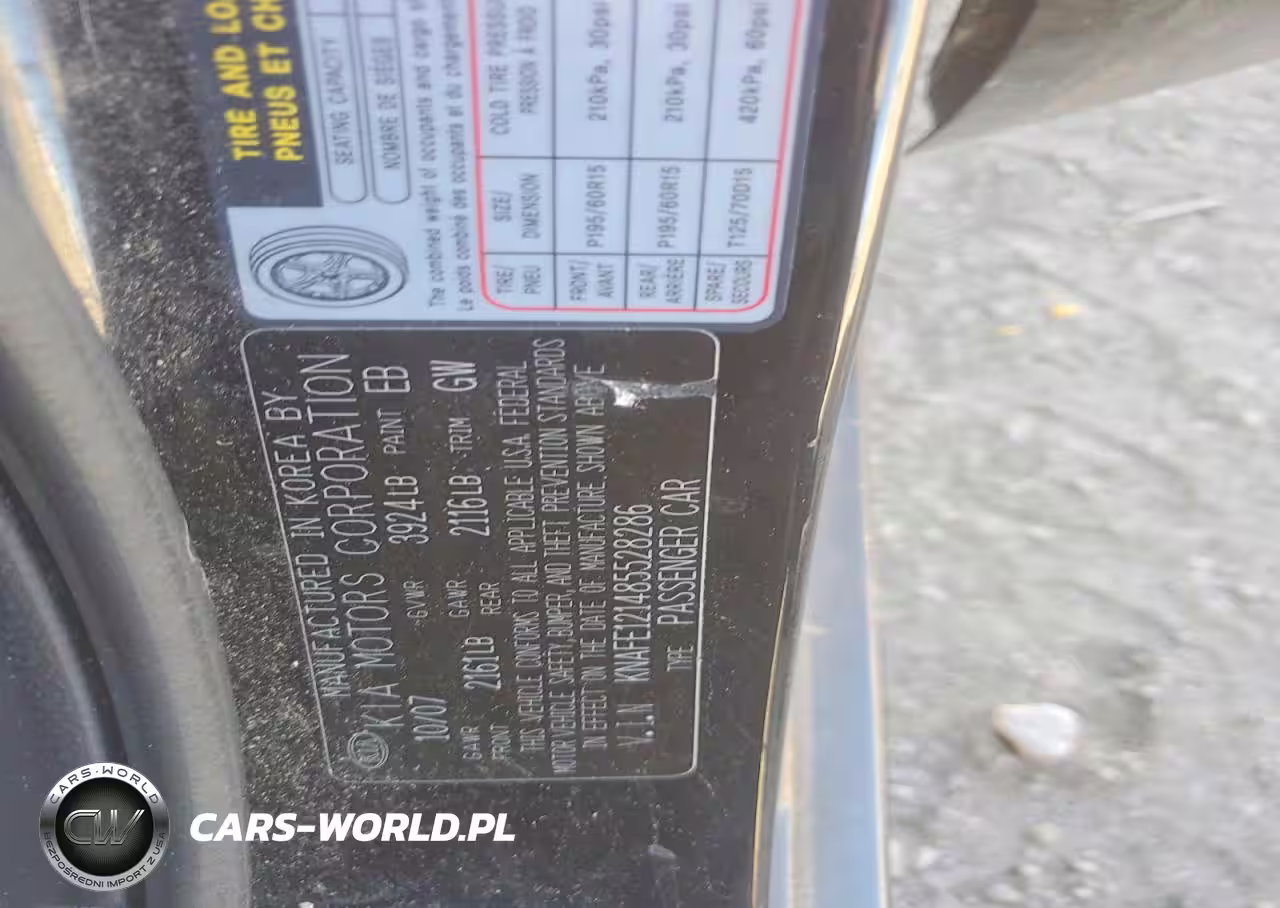 TIRE AND LO
PNEUS ET CH
SEATING CAPACITY
NOMBRE DE SIÈGES
The combined weight of occupants and cargo
Le poids combiné des occupants et du chargement
TIRE/ PNEU SIZE/ DIMENSION COLD TIRE PRESSU PRESSION À FROID
FRONT/ AVANT P195/60R15 210kPa, 30psi
REAR/ ARRIÈRE P195/60R15 210kPa, 30psi
SPARE/ SECOURS T125/70D15 420kPa, 60psi
MANUFACTURED IN KOREA BY
KIA KIA MOTORS CORPORATION
10/07 GVWR 3924LB PAINT EB
GAWR FRONT 2161LB GAWR REAR 2116LB TRIM GW
THIS VEHICLE CONFORMS TO ALL APPLICABLE U.S.A. FEDERAL
MOTOR VEHICLE SAFETY, BUMPER, AND THEFT PREVENTION STANDARDS
IN EFFECT ON THE DATE OF MANUFACTURE SHOWN ABOVE
V.I.N KNAFE121485528286
TYPE PASSENGER CAR
CARS-WORLD
CW
BEZPOŚREDNI IMPORT Z USA
CARS-WORLD.PL